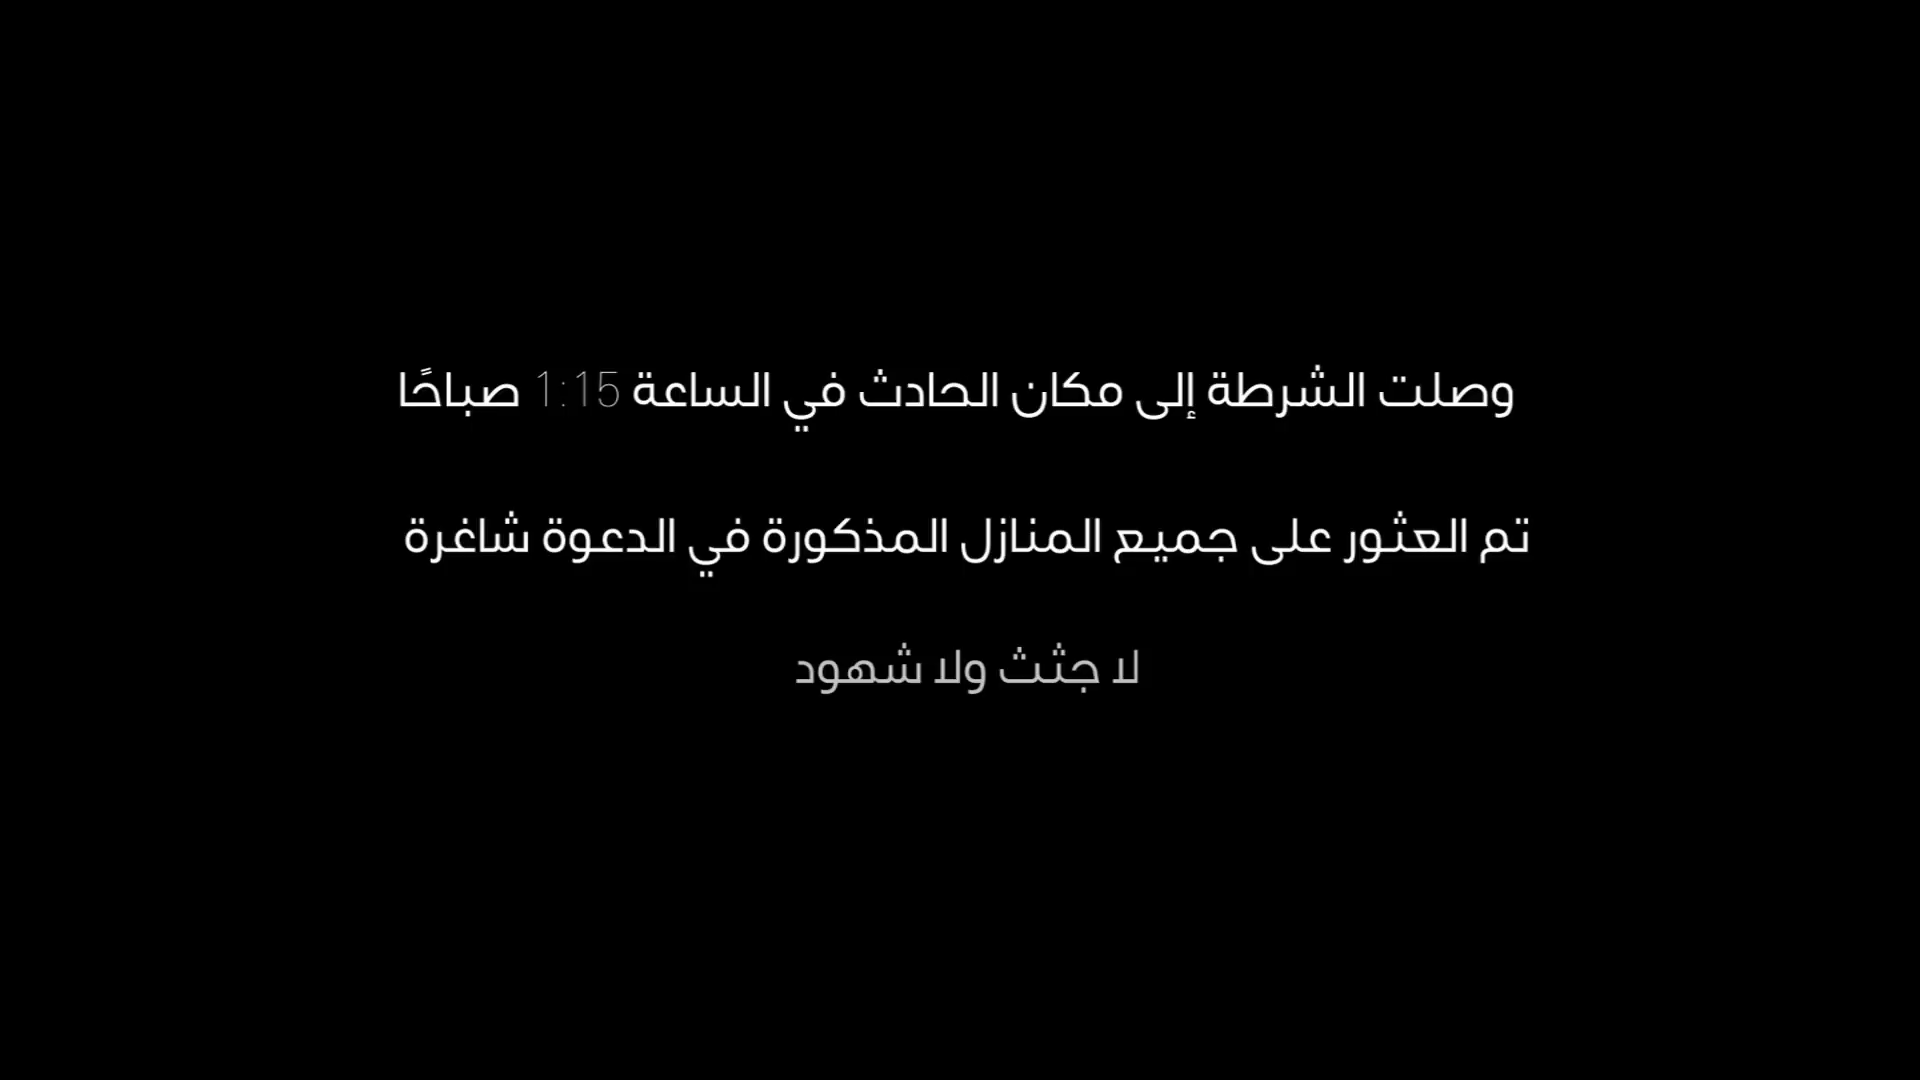 وصلت الشرطة إلى مكان الحادث في الساعة 1:15 صباحًا
تم العثور على جميع المنازل المذكورة في الدعوة شاغرة
لا جثث ولا شهود